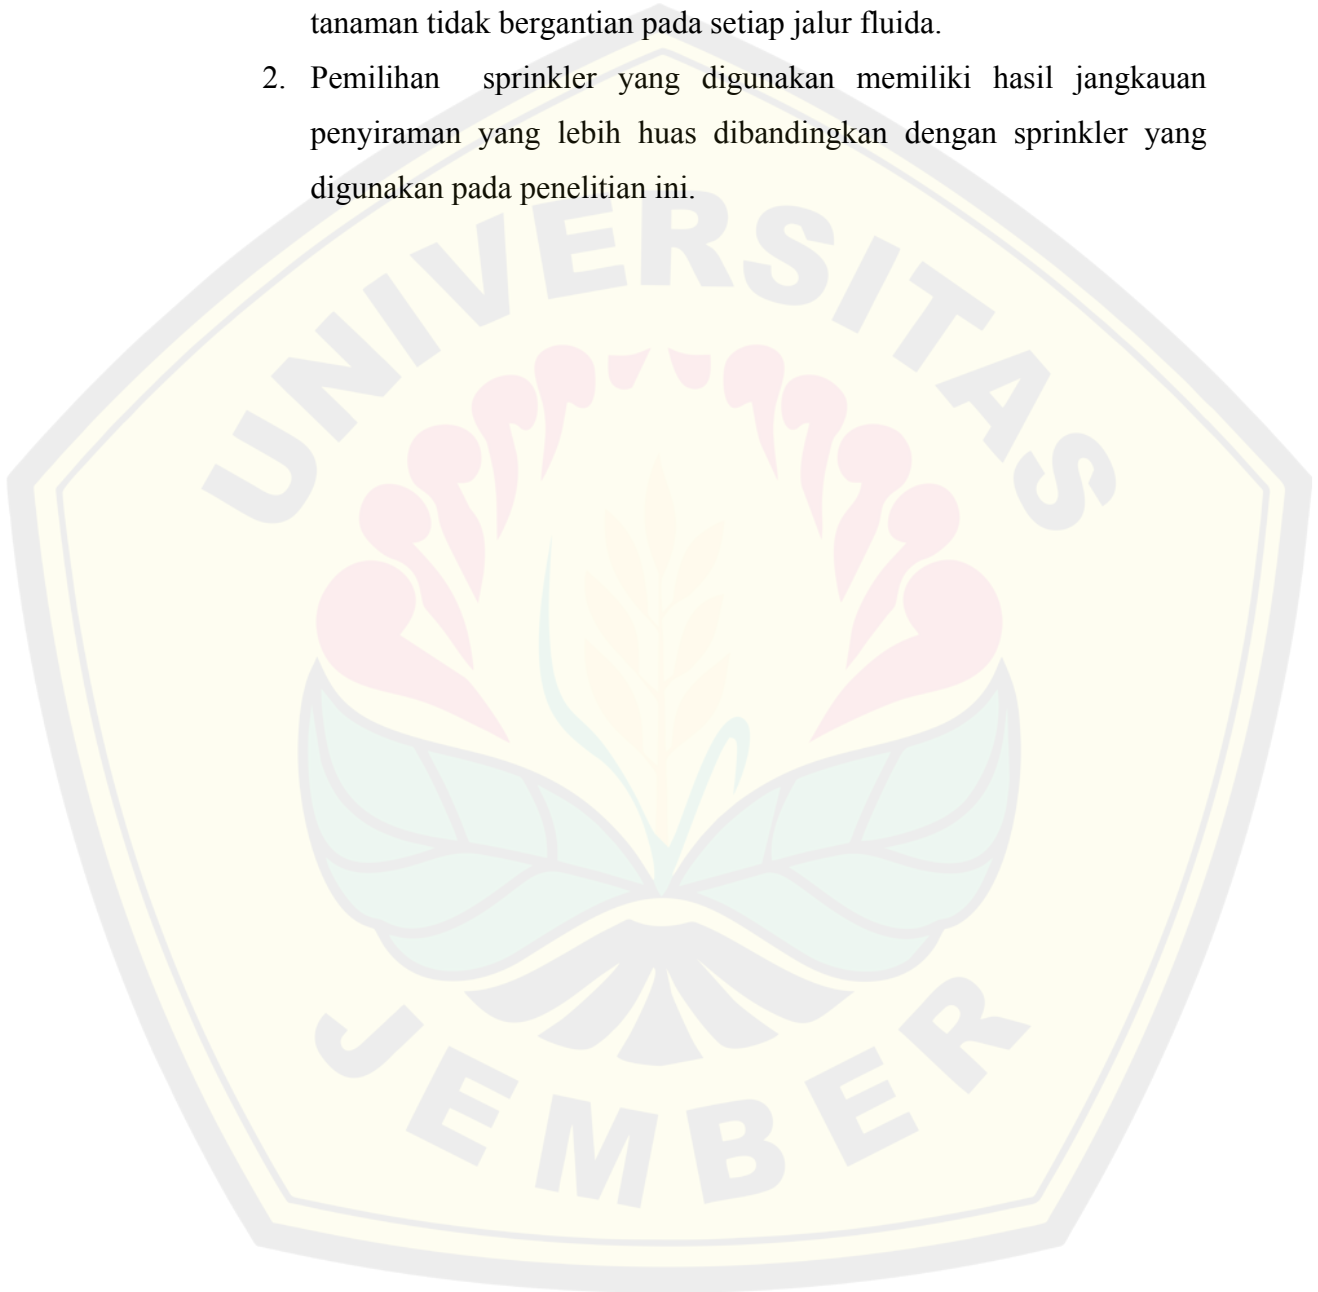 tanaman tidak bergantian pada setiap jalur fluida.
2. Pemilihan sprinkler yang digunakan memiliki hasil jangkauan
penyiraman yang lebih huas dibandingkan dengan sprinkler yang
digunakan pada penelitian ini.
UNIVERSITAS
JEMBER